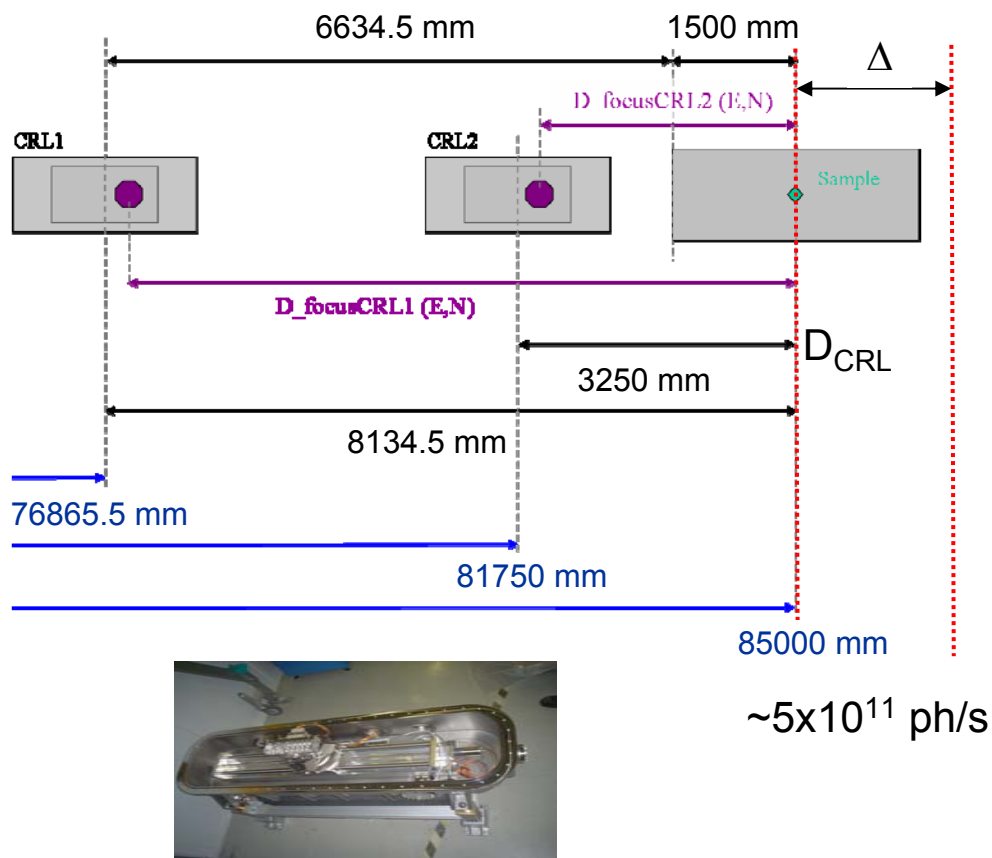 6634.5 mm
1500 mm
Δ
D_focusCRL2 (E,N)
CRL1
CRL2
Sample
D_focusCRL1 (E,N)
D_CRL
3250 mm
8134.5 mm
76865.5 mm
81750 mm
85000 mm
~5x10¹¹ ph/s